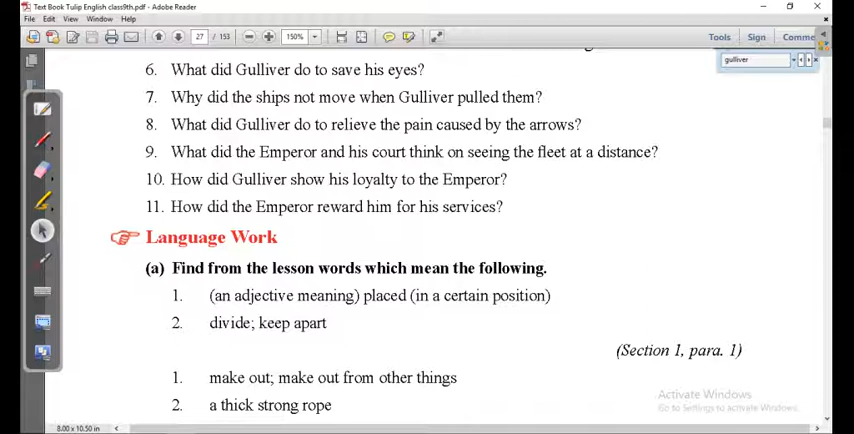 Text Book Tulip English class9th.pdf - Adobe Reader
File Edit View Window Help
27 / 153 150% Tools Sign Comme
gulliver
6. What did Gulliver do to save his eyes?
7. Why did the ships not move when Gulliver pulled them?
8. What did Gulliver do to relieve the pain caused by the arrows?
9. What did the Emperor and his court think on seeing the fleet at a distance?
10. How did Gulliver show his loyalty to the Emperor?
11. How did the Emperor reward him for his services?
Language Work
(a) Find from the lesson words which mean the following.
1. (an adjective meaning) placed (in a certain position)
2. divide; keep apart
(Section 1, para. 1)
1. make out; make out from other things
2. a thick strong rope
Activate Windows
Go to Settings to activate Windows.
8.00 x 10.50 in